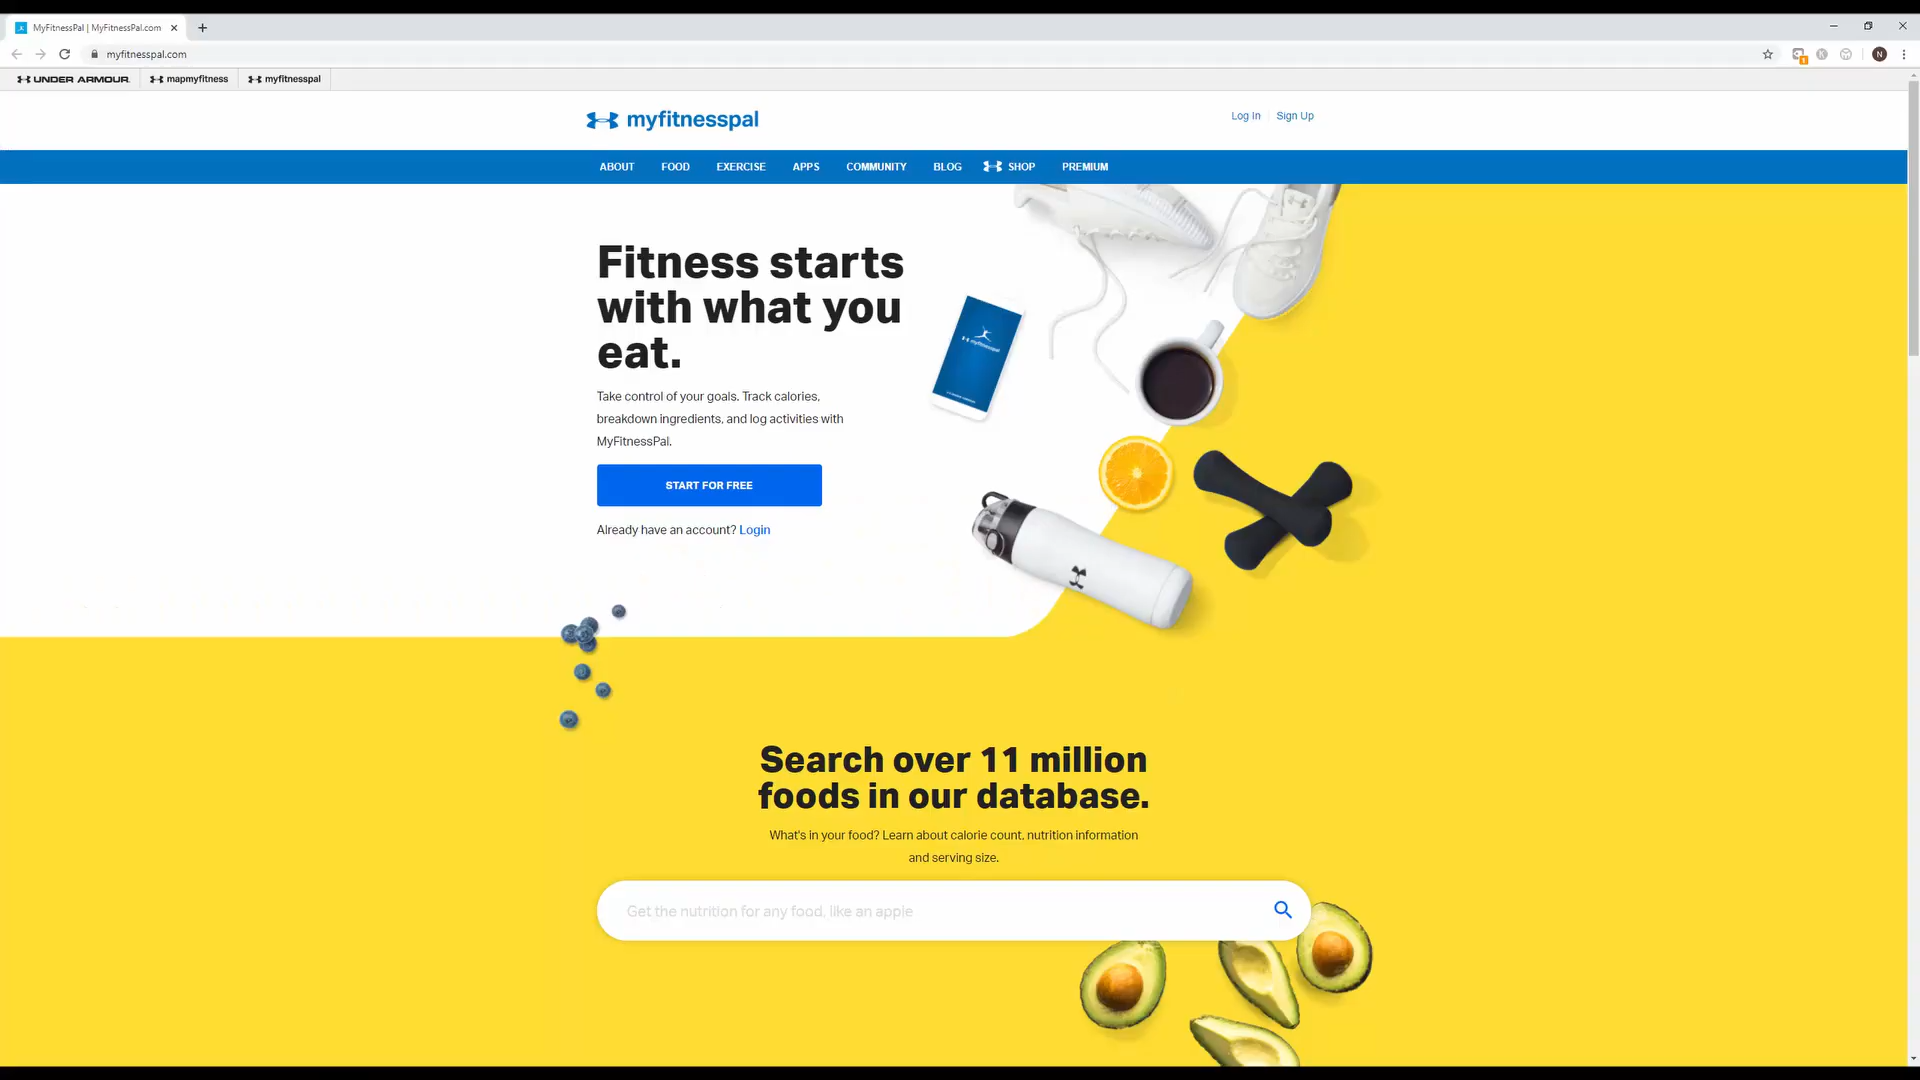 MyFitnessPal | MyFitnessPal.com
myfitnesspal.com
N
UNDER ARMOUR
mapmyfitness
myfitnesspal
myfitnesspal
Log In
Sign Up
ABOUT
FOOD
EXERCISE
APPS
COMMUNITY
BLOG
SHOP
PREMIUM
Fitness starts
with what you
eat.
Take control of your goals. Track calories,
breakdown ingredients, and log activities with
MyFitnessPal.
START FOR FREE
Already have an account? Login
myfitnesspal
Search over 11 million
foods in our database.
What's in your food? Learn about calorie count, nutrition information
and serving size.
Get the nutrition for any food, like an apple